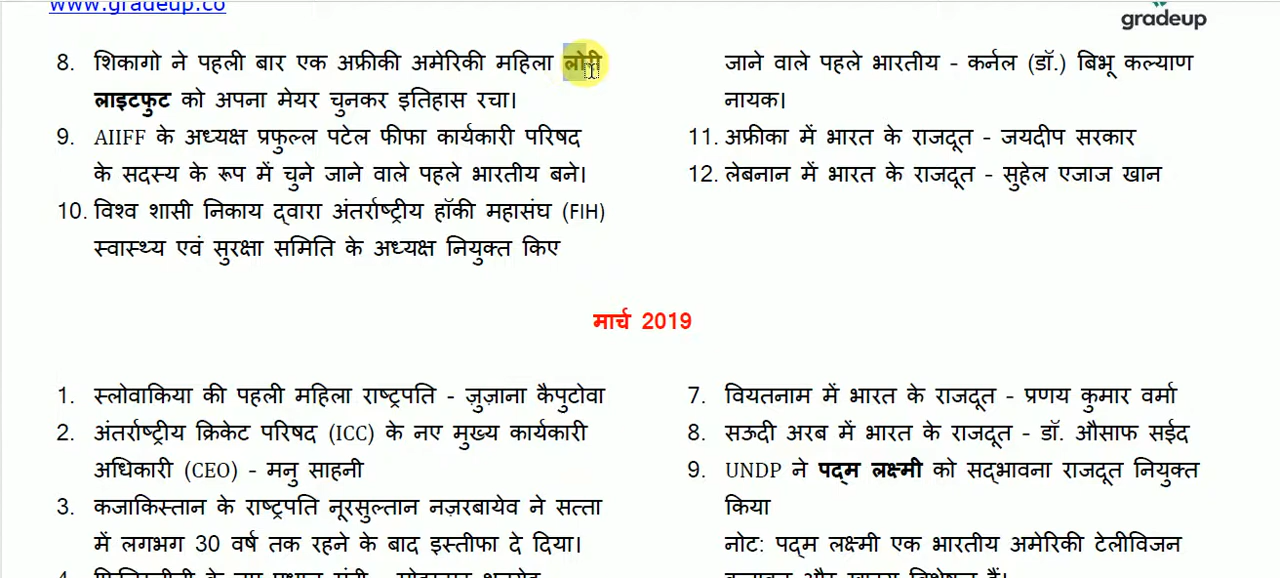 www.gradeup.co
gradeup
8. शिकागो ने पहली बार एक अफ्रीकी अमेरिकी महिला लोरी
लाइटफुट को अपना मेयर चुनकर इतिहास रचा।
9. AIIFF के अध्यक्ष प्रफुल्ल पटेल फीफा कार्यकारी परिषद
के सदस्य के रूप में चुने जाने वाले पहले भारतीय बने।
10. विश्व शासी निकाय द्वारा अंतर्राष्ट्रीय हॉकी महासंघ (FIH)
स्वास्थ्य एवं सुरक्षा समिति के अध्यक्ष नियुक्त किए
जाने वाले पहले भारतीय - कर्नल (डॉ.) बिभू कल्याण
नायक।
11. अफ्रीका में भारत के राजदूत - जयदीप सरकार
12. लेबनान में भारत के राजदूत - सुहेल एजाज खान
मार्च 2019
1. स्लोवाकिया की पहली महिला राष्ट्रपति - ज़ुज़ाना कैपुटोवा
2. अंतर्राष्ट्रीय क्रिकेट परिषद (ICC) के नए मुख्य कार्यकारी
अधिकारी (CEO) - मनु साहनी
3. कजाकिस्तान के राष्ट्रपति नूरसुल्तान नज़रबायेव ने सत्ता
में लगभग 30 वर्ष तक रहने के बाद इस्तीफा दे दिया।
4. के नए प्रधान मंत्री -
7. वियतनाम में भारत के राजदूत - प्रणय कुमार वर्मा
8. सऊदी अरब में भारत के राजदूत - डॉ. औसाफ सईद
9. UNDP ने पद्म लक्ष्मी को सद्भावना राजदूत नियुक्त
किया
नोट: पद्म लक्ष्मी एक भारतीय अमेरिकी टेलीविजन
और हैं।